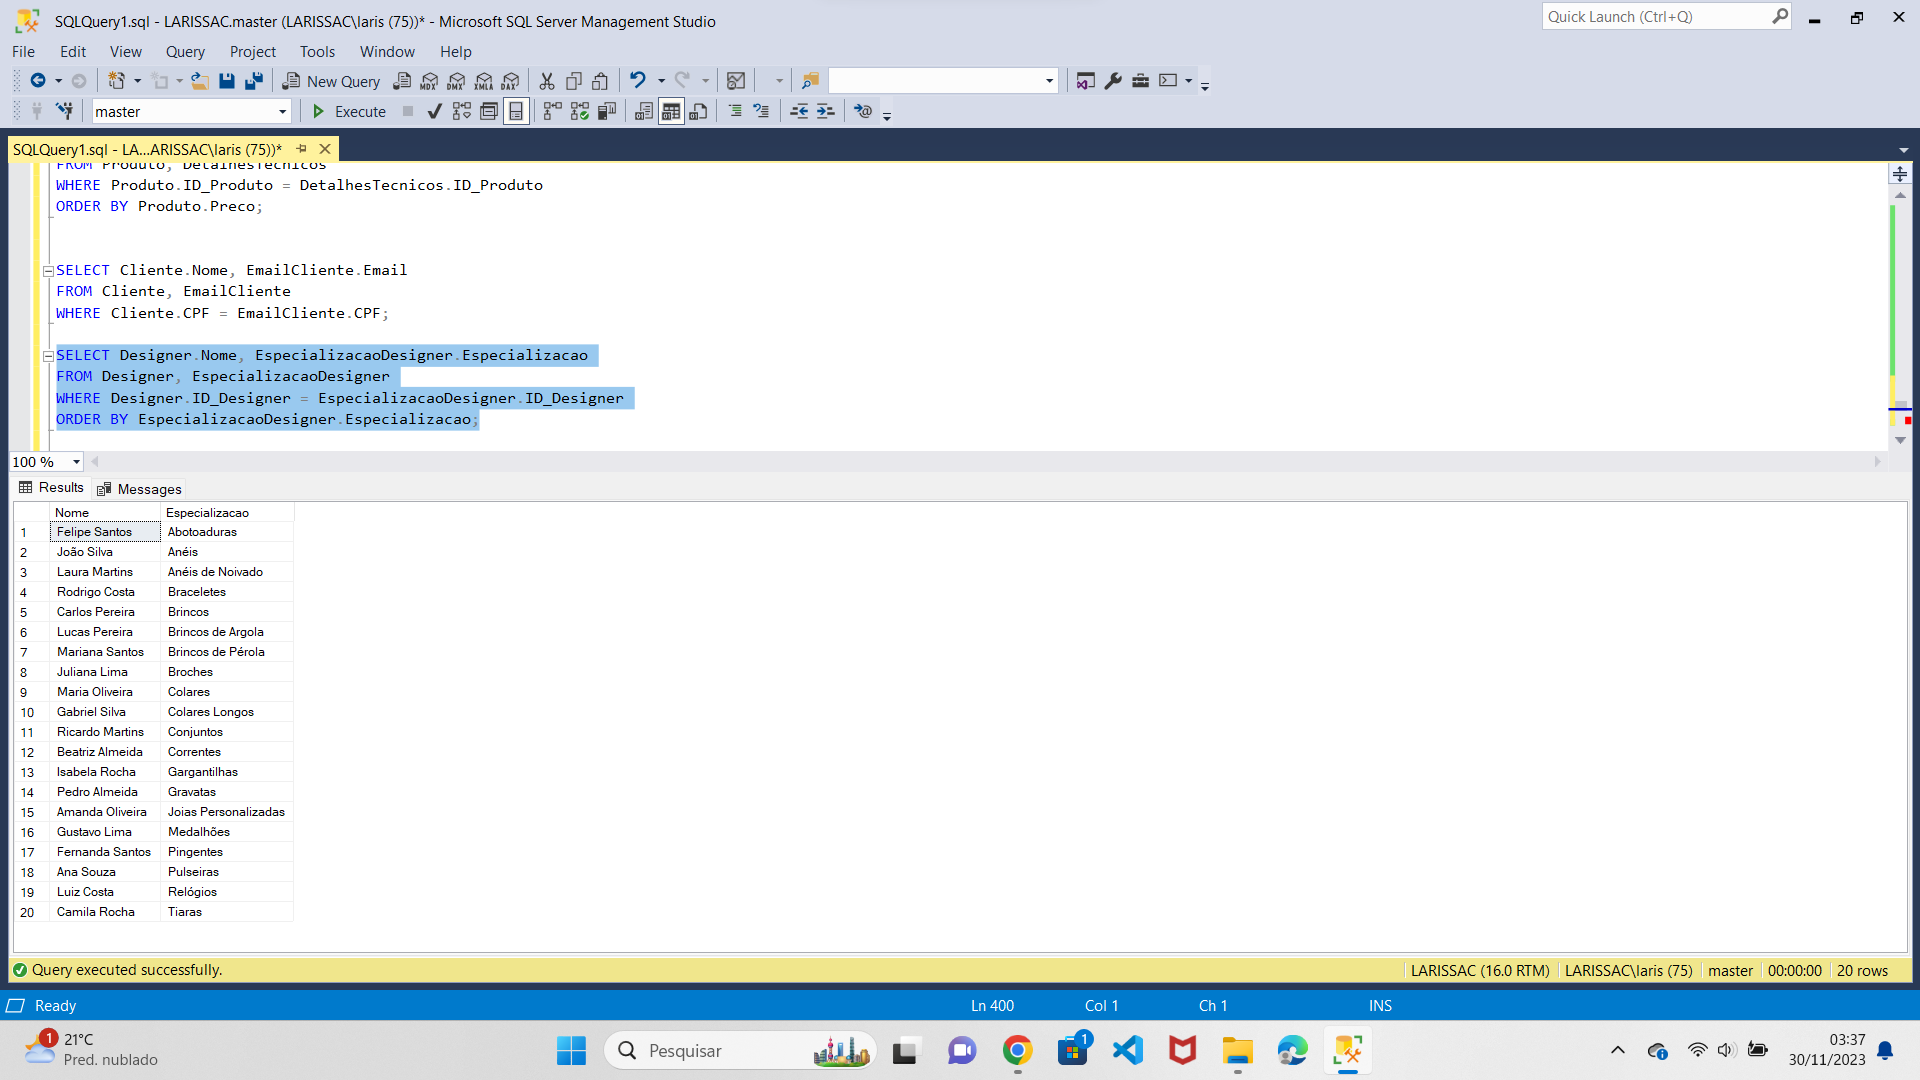 SQLQuery1.sql - LARISSAC.master (LARISSAC\laris (75))* - Microsoft SQL Server Management Studio
Quick Launch (Ctrl+Q)
File Edit View Query Project Tools Window Help
New Query MDX DMX XMLA DAX
master Execute
SQLQuery1.sql - LA...ARISSAC\laris (75))*
FROM Produto, DetalhesTecnicos
WHERE Produto.ID_Produto = DetalhesTecnicos.ID_Produto
ORDER BY Produto.Preco;
SELECT Cliente.Nome, EmailCliente.Email
FROM Cliente, EmailCliente
WHERE Cliente.CPF = EmailCliente.CPF;
SELECT Designer.Nome, EspecializacaoDesigner.Especializacao
FROM Designer, EspecializacaoDesigner
WHERE Designer.ID_Designer = EspecializacaoDesigner.ID_Designer
ORDER BY EspecializacaoDesigner.Especializacao;
100 %
Results Messages
Nome Especializacao
1 Felipe Santos Abotoaduras
2 João Silva Anéis
3 Laura Martins Anéis de Noivado
4 Rodrigo Costa Braceletes
5 Carlos Pereira Brincos
6 Lucas Pereira Brincos de Argola
7 Mariana Santos Brincos de Pérola
8 Juliana Lima Broches
9 Maria Oliveira Colares
10 Gabriel Silva Colares Longos
11 Ricardo Martins Conjuntos
12 Beatriz Almeida Correntes
13 Isabela Rocha Gargantilhas
14 Pedro Almeida Gravatas
15 Amanda Oliveira Joias Personalizadas
16 Gustavo Lima Medalhões
17 Fernanda Santos Pingentes
18 Ana Souza Pulseiras
19 Luiz Costa Relógios
20 Camila Rocha Tiaras
Query executed successfully. LARISSAC (16.0 RTM) LARISSAC\laris (75) master 00:00:00 20 rows
Ready Ln 400 Col 1 Ch 1 INS
1 21°C
Pred. nublado
Pesquisar
1
03:37
30/11/2023